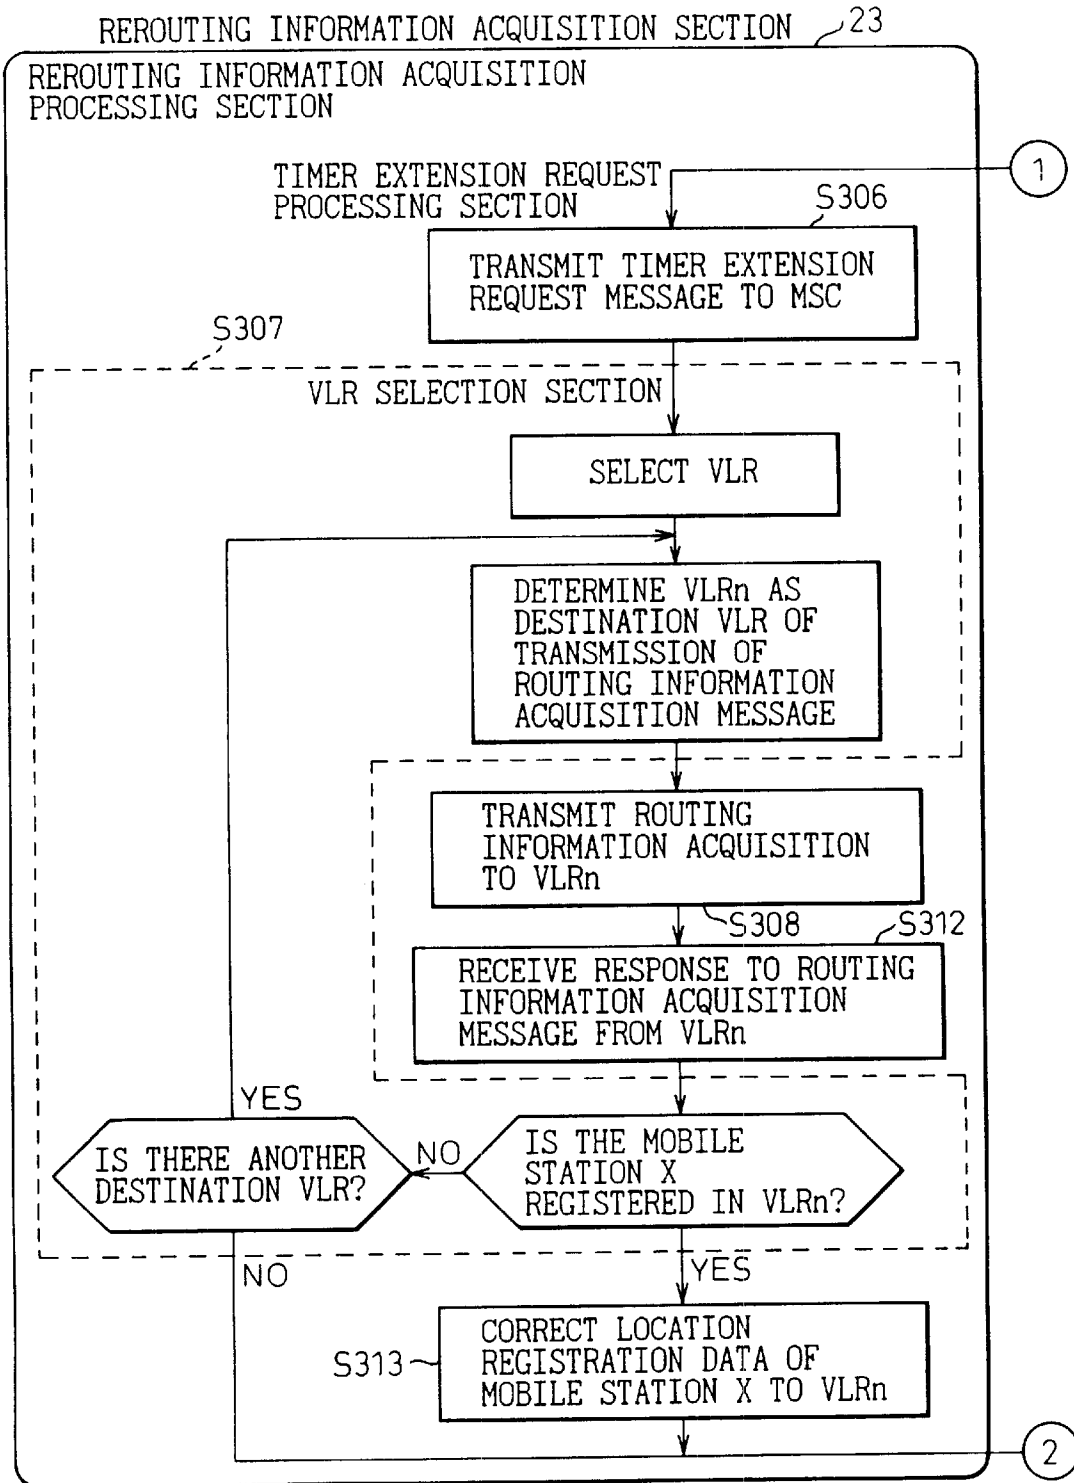 REROUTING INFORMATION ACQUISITION SECTION 23
REROUTING INFORMATION ACQUISITION
PROCESSING SECTION
1
TIMER EXTENSION REQUEST
PROCESSING SECTION
S306
TRANSMIT TIMER EXTENSION
REQUEST MESSAGE TO MSC
S307
VLR SELECTION SECTION
SELECT VLR
DETERMINE VLRn AS
DESTINATION VLR OF
TRANSMISSION OF
ROUTING INFORMATION
ACQUISITION MESSAGE
TRANSMIT ROUTING
INFORMATION ACQUISITION
TO VLRn
S308
S312
RECEIVE RESPONSE TO ROUTING
INFORMATION ACQUISITION
MESSAGE FROM VLRn
YES
IS THERE ANOTHER
DESTINATION VLR?
NO
IS THE MOBILE
STATION X
REGISTERED IN VLRn?
NO
YES
S313
CORRECT LOCATION
REGISTRATION DATA OF
MOBILE STATION X TO VLRn
2